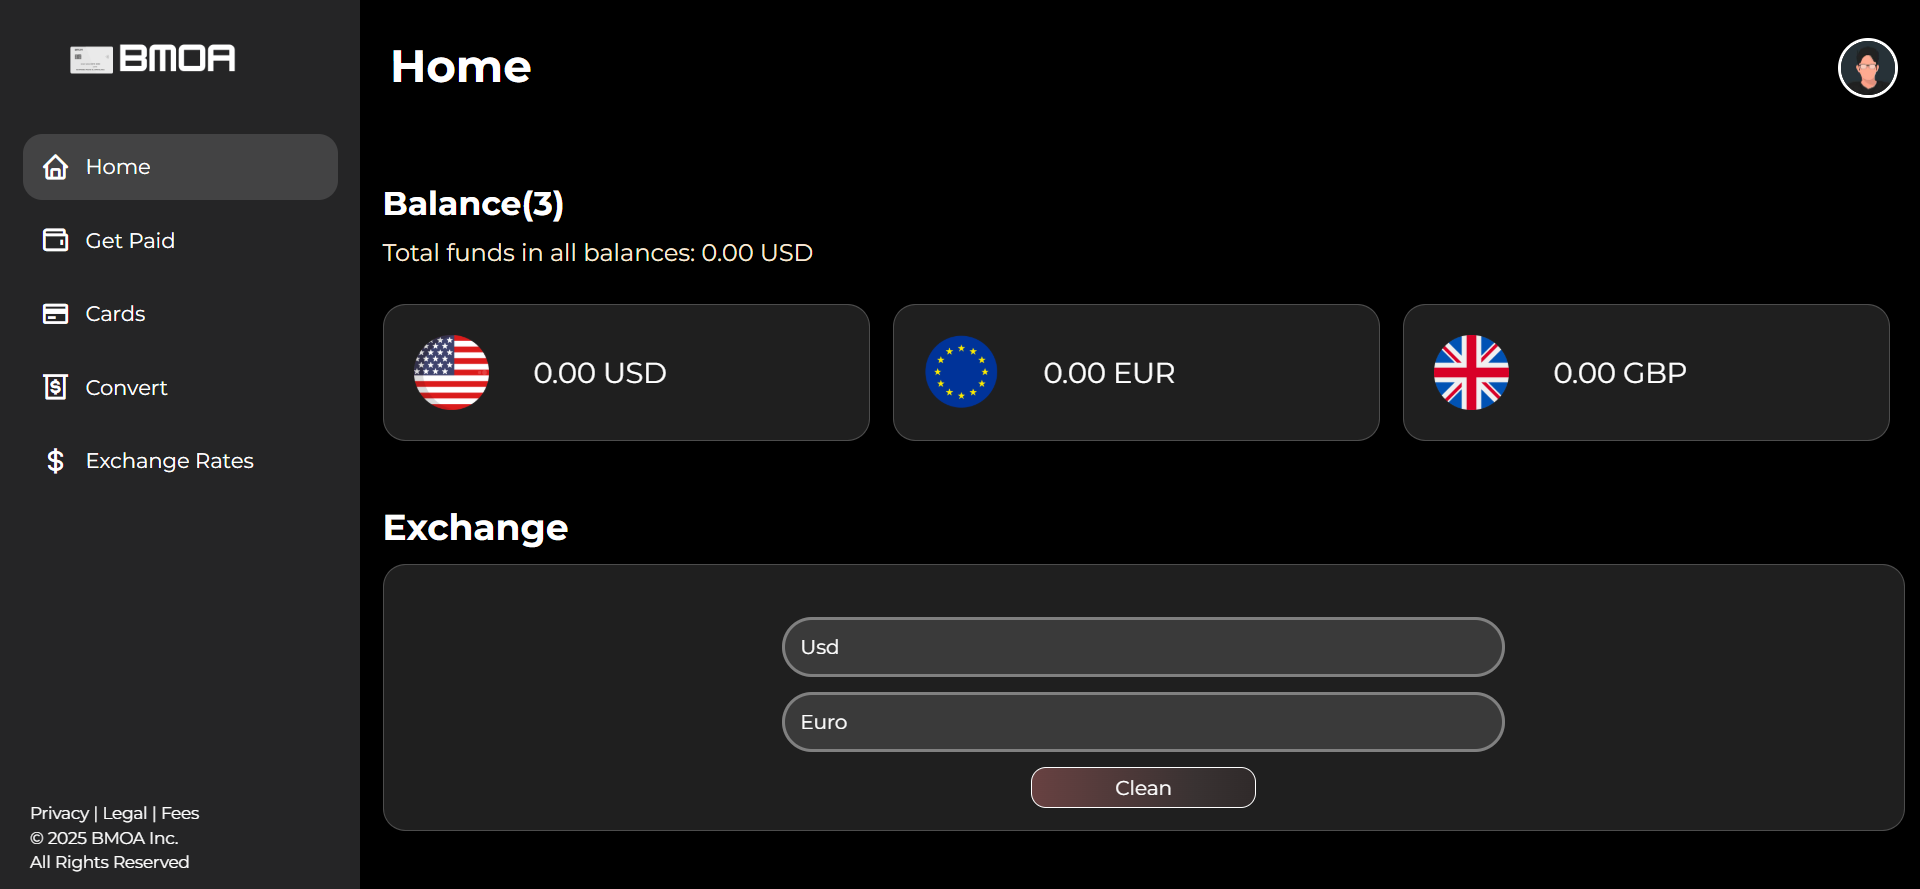 BMOA
Home
Get Paid
Cards
Convert
Exchange Rates
Privacy | Legal | Fees
© 2025 BMOA Inc.
All Rights Reserved
Home
Balance(3)
Total funds in all balances: 0.00 USD
0.00 USD
0.00 EUR
0.00 GBP
Exchange
Usd
Euro
Clean